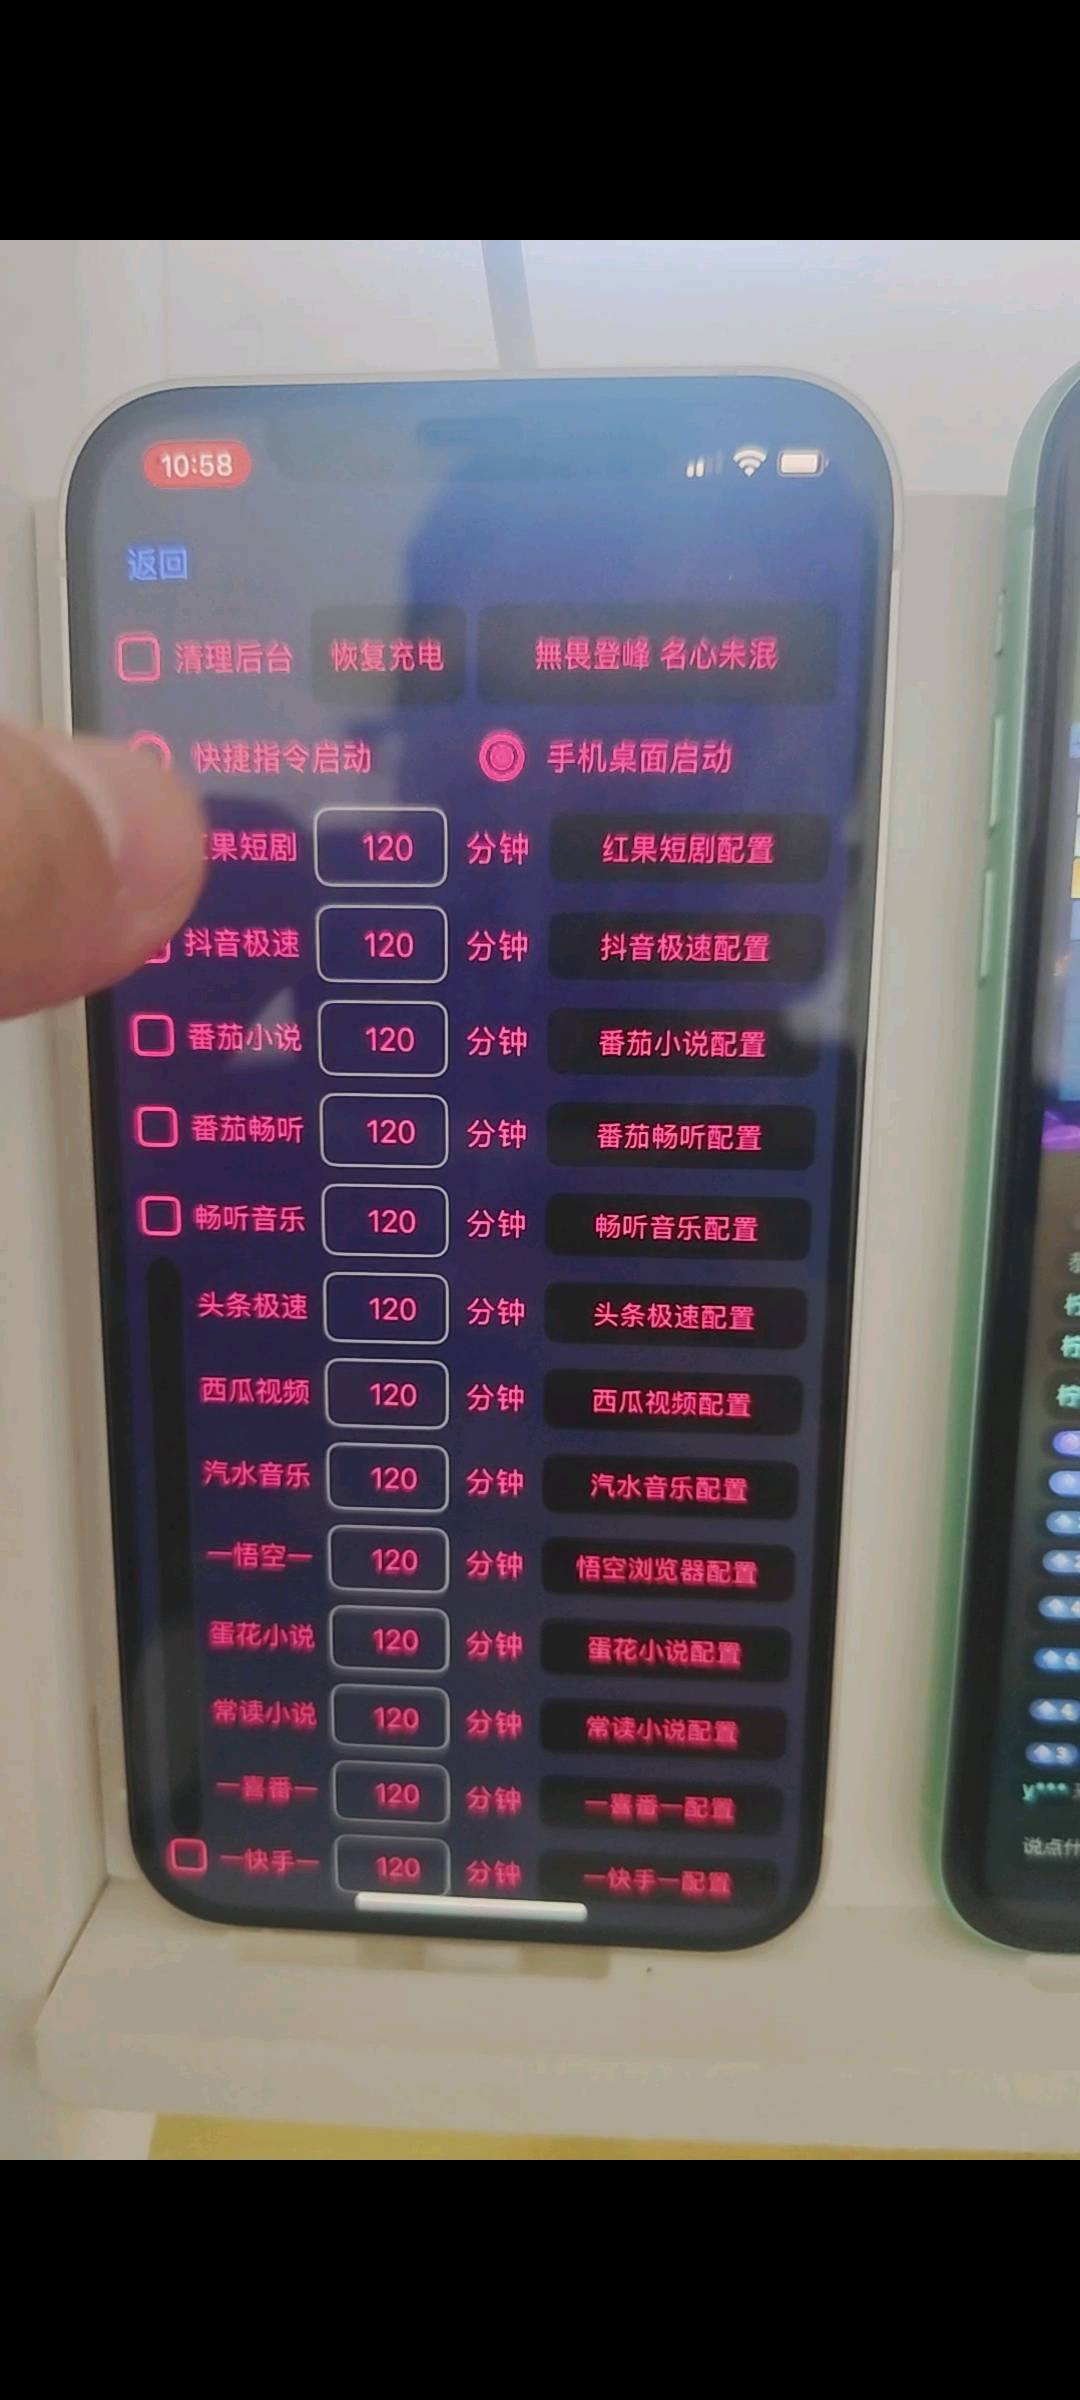 10:58
返回
清理后台 恢复充电 無畏登峰 名心未泯
快捷指令启动 手机桌面启动
果短剧 120 分钟 红果短剧配置
抖音极速 120 分钟 抖音极速配置
番茄小说 120 分钟 番茄小说配置
番茄畅听 120 分钟 番茄畅听配置
畅听音乐 120 分钟 畅听音乐配置
头条极速 120 分钟 头条极速配置
西瓜视频 120 分钟 西瓜视频配置
汽水音乐 120 分钟 汽水音乐配置
一悟空一 120 分钟 悟空浏览器配置
蛋花小说 120 分钟 蛋花小说配置
常读小说 120 分钟 常读小说配置
一喜番一 120 分钟 一喜番一配置
一快手一 120 分钟 一快手一配置
y***
说点什